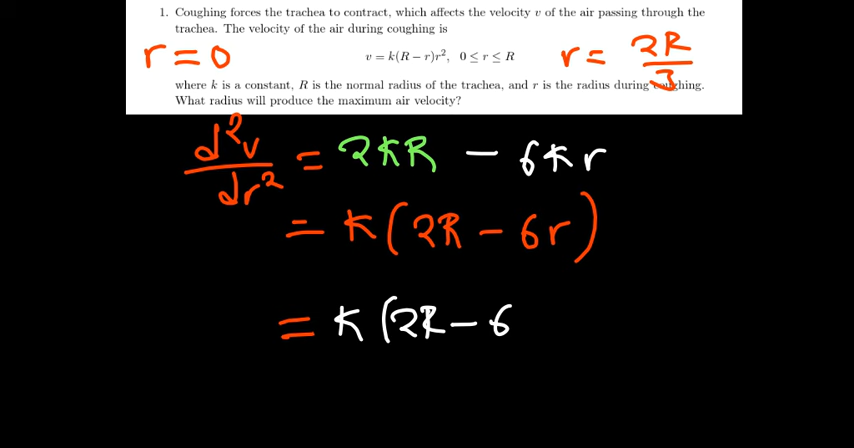 1. Coughing forces the trachea to contract, which affects the velocity v of the air passing through the
trachea. The velocity of the air during coughing is
r = 0
v = k(R − r)r², 0 ≤ r ≤ R
r = 2R/3
where k is a constant, R is the normal radius of the trachea, and r is the radius during coughing.
What radius will produce the maximum air velocity?
d²v/dr² = 2KR − 6Kr
= K(2R − 6r)
= K(2R − 6